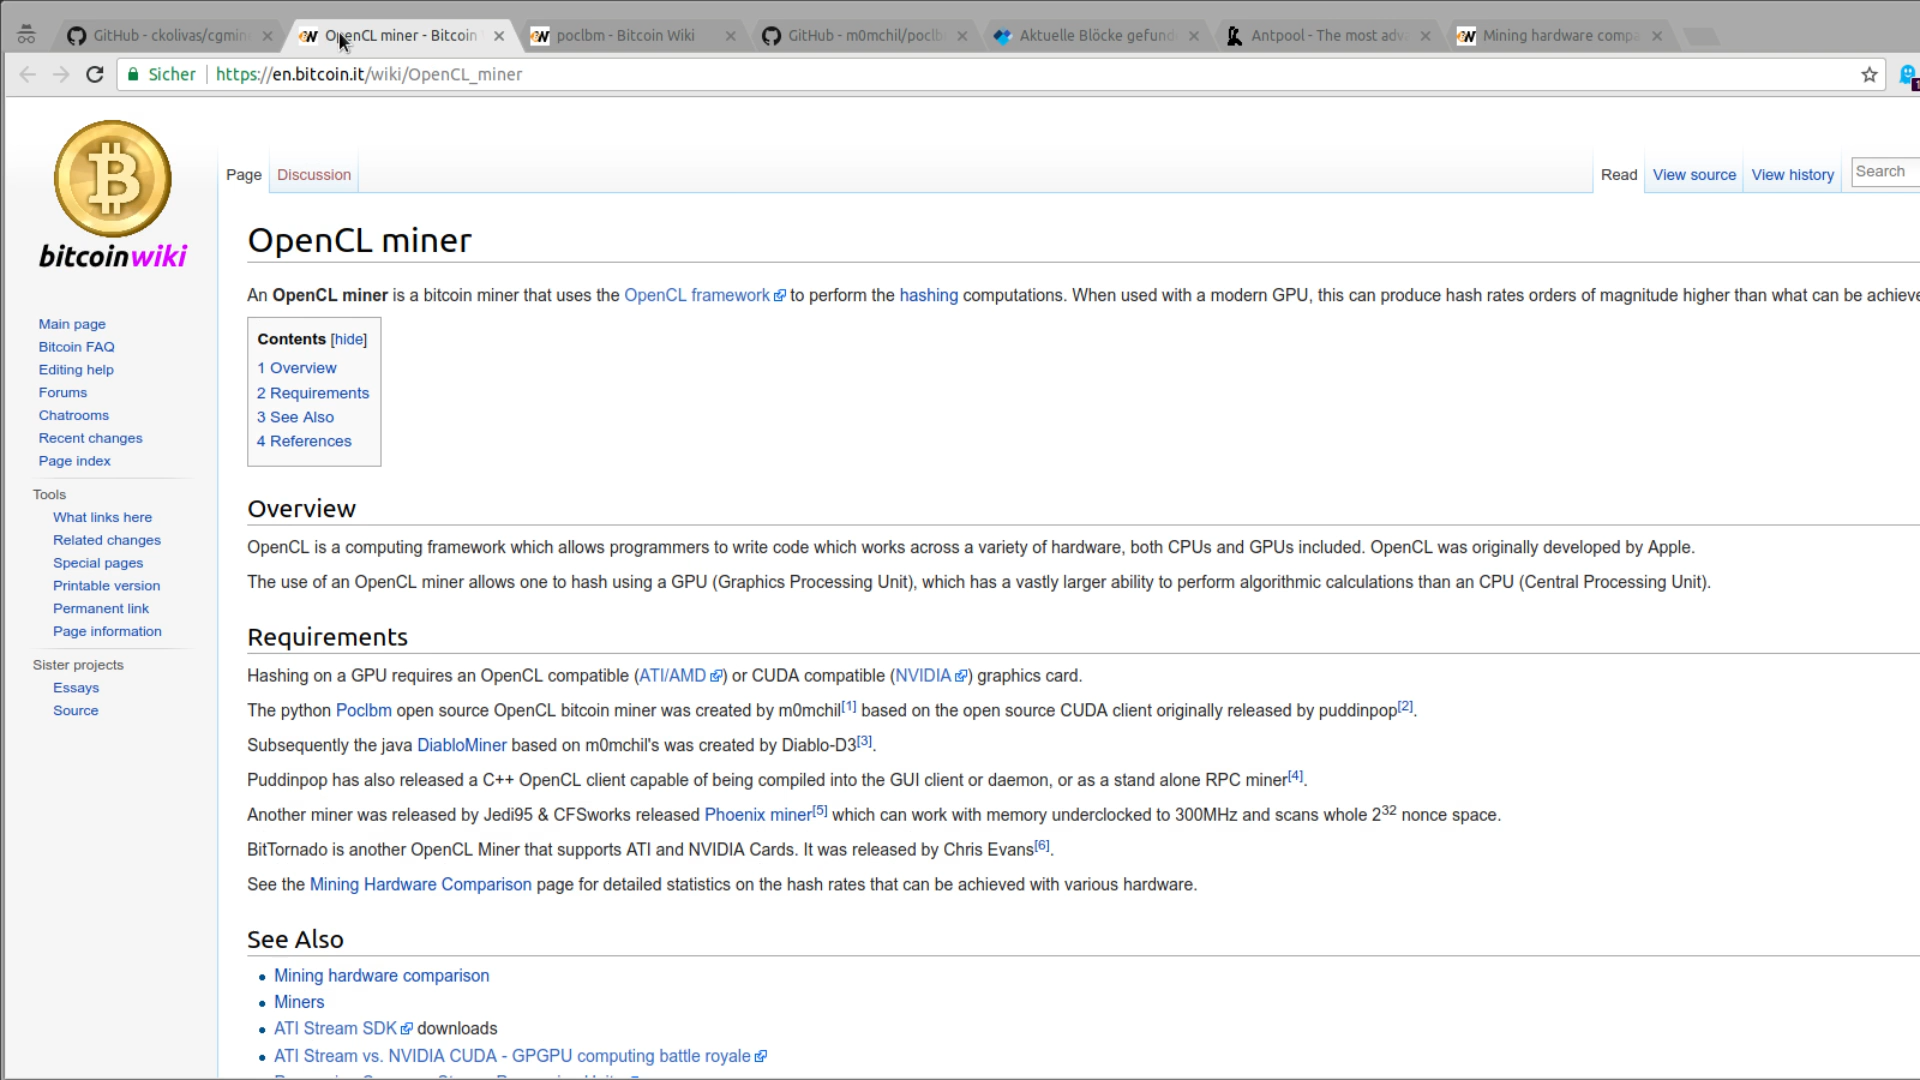 GitHub - ckolivas/cgmin
OpenCL miner - Bitcoin
poclbm - Bitcoin Wiki
GitHub - m0mchil/poclb
Aktuelle Blöcke gefund
Antpool - The most adva
Mining hardware compa
Sicher
https://en.bitcoin.it/wiki/OpenCL_miner
bitcoinwiki
Page
Discussion
Read
View source
View history
Search
OpenCL miner
An OpenCL miner is a bitcoin miner that uses the OpenCL framework to perform the hashing computations. When used with a modern GPU, this can produce hash rates orders of magnitude higher than what can be achieve
Contents [hide]
1 Overview
2 Requirements
3 See Also
4 References
Main page
Bitcoin FAQ
Editing help
Forums
Chatrooms
Recent changes
Page index
Tools
What links here
Related changes
Special pages
Printable version
Permanent link
Page information
Sister projects
Essays
Source
Overview
OpenCL is a computing framework which allows programmers to write code which works across a variety of hardware, both CPUs and GPUs included. OpenCL was originally developed by Apple.
The use of an OpenCL miner allows one to hash using a GPU (Graphics Processing Unit), which has a vastly larger ability to perform algorithmic calculations than an CPU (Central Processing Unit).
Requirements
Hashing on a GPU requires an OpenCL compatible (ATI/AMD) or CUDA compatible (NVIDIA) graphics card.
The python Poclbm open source OpenCL bitcoin miner was created by m0mchil[1] based on the open source CUDA client originally released by puddinpop[2].
Subsequently the java DiabloMiner based on m0mchil's was created by Diablo-D3[3].
Puddinpop has also released a C++ OpenCL client capable of being compiled into the GUI client or daemon, or as a stand alone RPC miner[4].
Another miner was released by Jedi95 & CFSworks released Phoenix miner[5] which can work with memory underclocked to 300MHz and scans whole 2³² nonce space.
BitTornado is another OpenCL Miner that supports ATI and NVIDIA Cards. It was released by Chris Evans[6].
See the Mining Hardware Comparison page for detailed statistics on the hash rates that can be achieved with various hardware.
See Also
Mining hardware comparison
Miners
ATI Stream SDK downloads
ATI Stream vs. NVIDIA CUDA - GPGPU computing battle royale